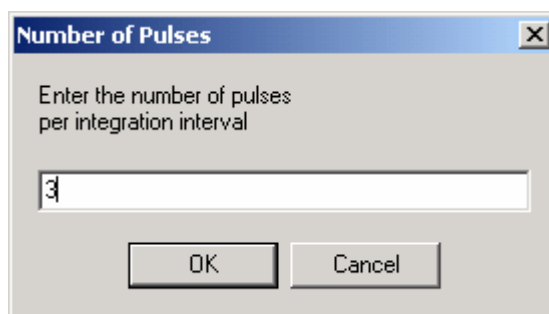 Number of Pulses
Enter the number of pulses
per integration interval
3
OK
Cancel